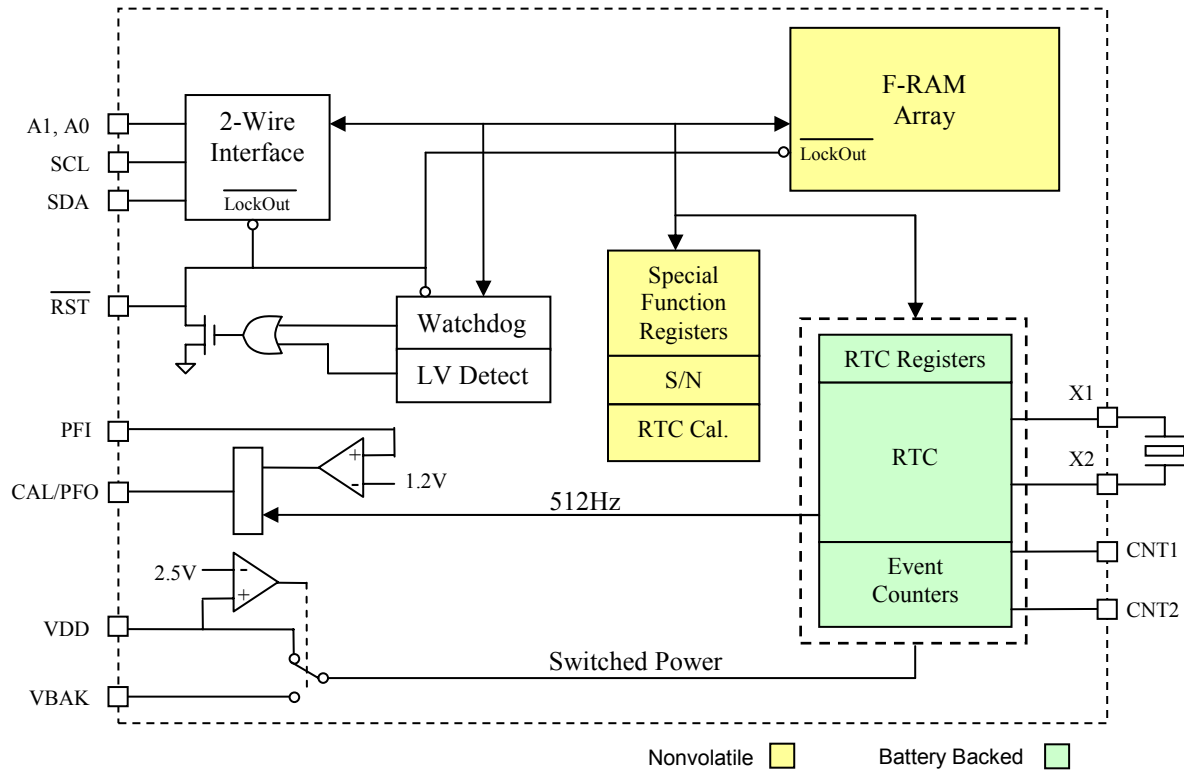 F-RAM
Array
LockOut
A1, A0
SCL
SDA
2-Wire
Interface
LockOut
RST
Watchdog
LV Detect
Special
Function
Registers
S/N
RTC Cal.
RTC Registers
RTC
Event
Counters
X1
X2
CNT1
CNT2
PFI
CAL/PFO
+
-
1.2V
512Hz
2.5V
-
+
VDD
VBAK
Switched Power
Nonvolatile
Battery Backed